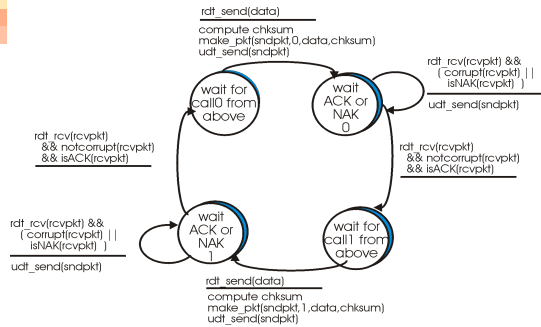 rdt_send(data)
compute chksum
make_pkt(sndpkt,0,data,chksum)
udt_send(sndpkt)
wait for
call0 from
above
wait
ACK or
NAK
0
rdt_rcv(rcvpkt) &&
( corrupt(rcvpkt) ||
isNAK(rcvpkt) )
udt_send(sndpkt)
rdt_rcv(rcvpkt)
&& notcorrupt(rcvpkt)
&& isACK(rcvpkt)
rdt_rcv(rcvpkt)
&& notcorrupt(rcvpkt)
&& isACK(rcvpkt)
rdt_rcv(rcvpkt) &&
( corrupt(rcvpkt) ||
isNAK(rcvpkt) )
udt_send(sndpkt)
wait
ACK or
NAK
1
wait for
call1 from
above
rdt_send(data)
compute chksum
make_pkt(sndpkt,1,data,chksum)
udt_send(sndpkt)